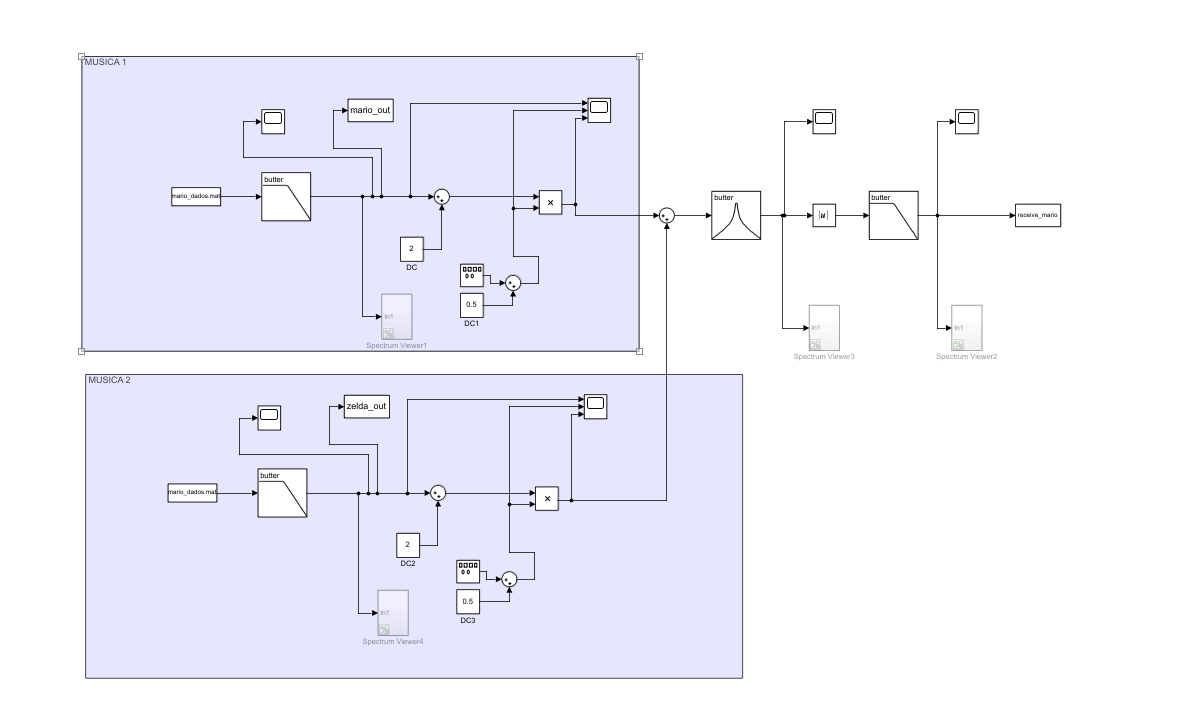 MUSICA 1
mario_out
butter
mario_dados.mat
×
butter
|u|
butter
receive_mario
2
DC
0.5
DC1
In1
Spectrum Viewer1
In1
Spectrum Viewer3
In1
Spectrum Viewer2
MUSICA 2
zelda_out
butter
mario_dados.mat
×
2
DC2
0.5
DC3
In1
Spectrum Viewer4